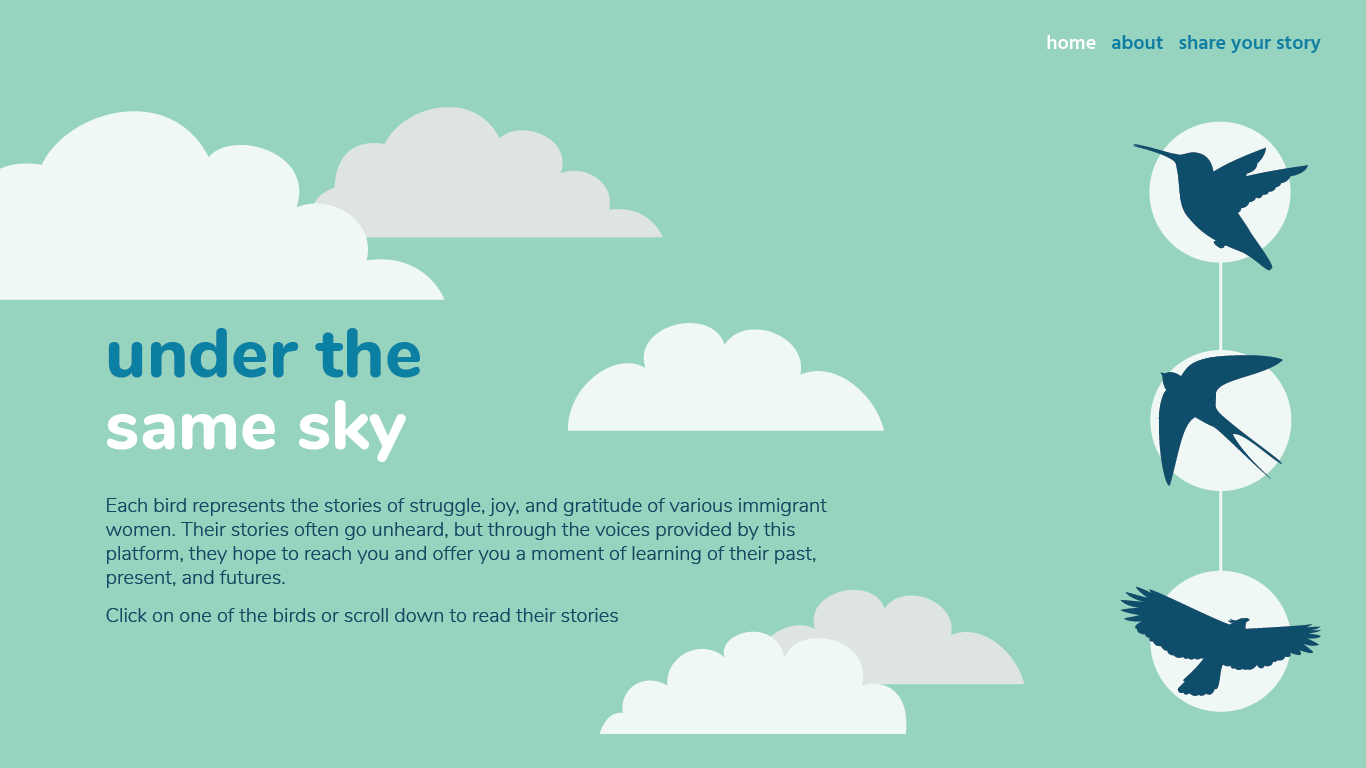 home about share your story
under the
same sky
Each bird represents the stories of struggle, joy, and gratitude of various immigrant
women. Their stories often go unheard, but through the voices provided by this
platform, they hope to reach you and offer you a moment of learning of their past,
present, and futures.
Click on one of the birds or scroll down to read their stories